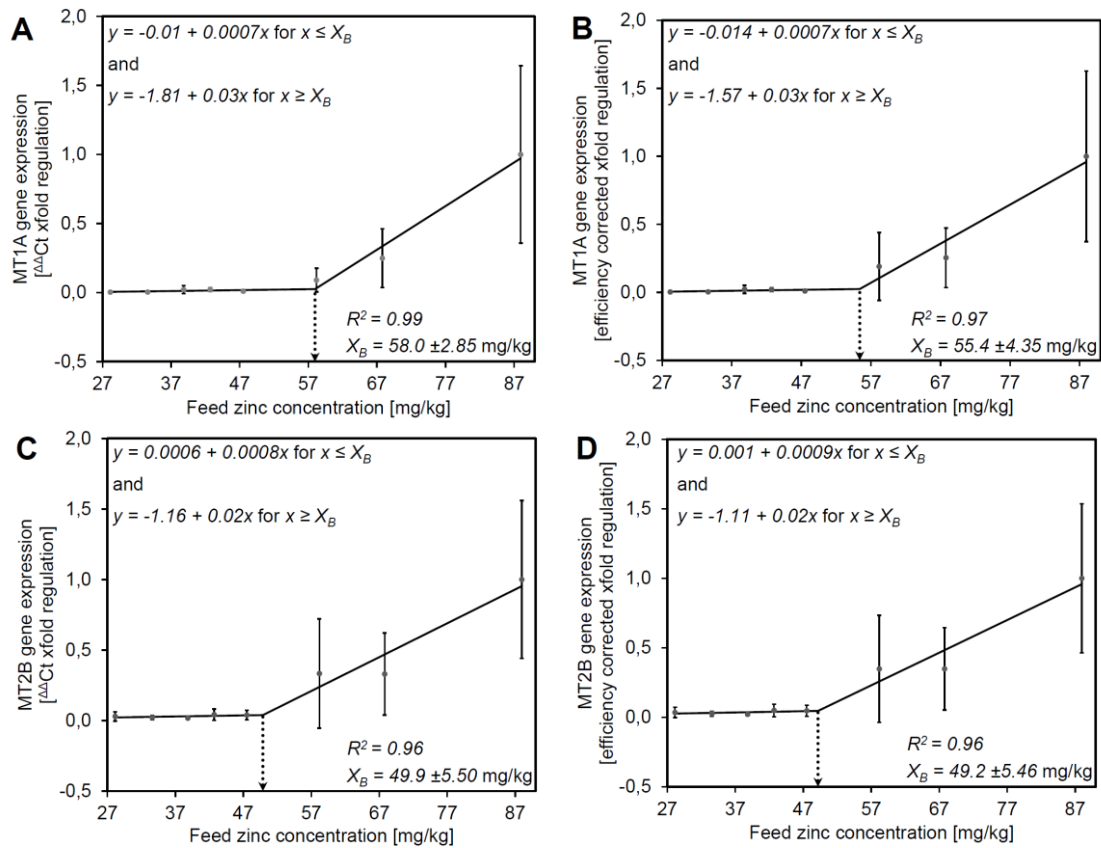 A
y = -0.01 + 0.0007x for x ≤ X_B
and
y = -1.81 + 0.03x for x ≥ X_B
MT1A gene expression
[ΔΔCt xfold regulation]
2,0
1,5
1,0
0,5
0,0
-0,5
R² = 0.99
X_B = 58.0 ±2.85 mg/kg
27 37 47 57 67 77 87
Feed zinc concentration [mg/kg]
B
y = -0.014 + 0.0007x for x ≤ X_B
and
y = -1.57 + 0.03x for x ≥ X_B
MT1A gene expression
[efficiency corrected xfold regulation]
2,0
1,5
1,0
0,5
0,0
-0,5
R² = 0.97
X_B = 55.4 ±4.35 mg/kg
27 37 47 57 67 77 87
Feed zinc concentration [mg/kg]
C
y = 0.0006 + 0.0008x for x ≤ X_B
and
y = -1.16 + 0.02x for x ≥ X_B
MT2B gene expression
[ΔΔCt xfold regulation]
2,0
1,5
1,0
0,5
0,0
-0,5
R² = 0.96
X_B = 49.9 ±5.50 mg/kg
27 37 47 57 67 77 87
Feed zinc concentration [mg/kg]
D
y = 0.001 + 0.0009x for x ≤ X_B
and
y = -1.11 + 0.02x for x ≥ X_B
MT2B gene expression
[efficiency corrected xfold regulation]
2,0
1,5
1,0
0,5
0,0
-0,5
R² = 0.96
X_B = 49.2 ±5.46 mg/kg
27 37 47 57 67 77 87
Feed zinc concentration [mg/kg]